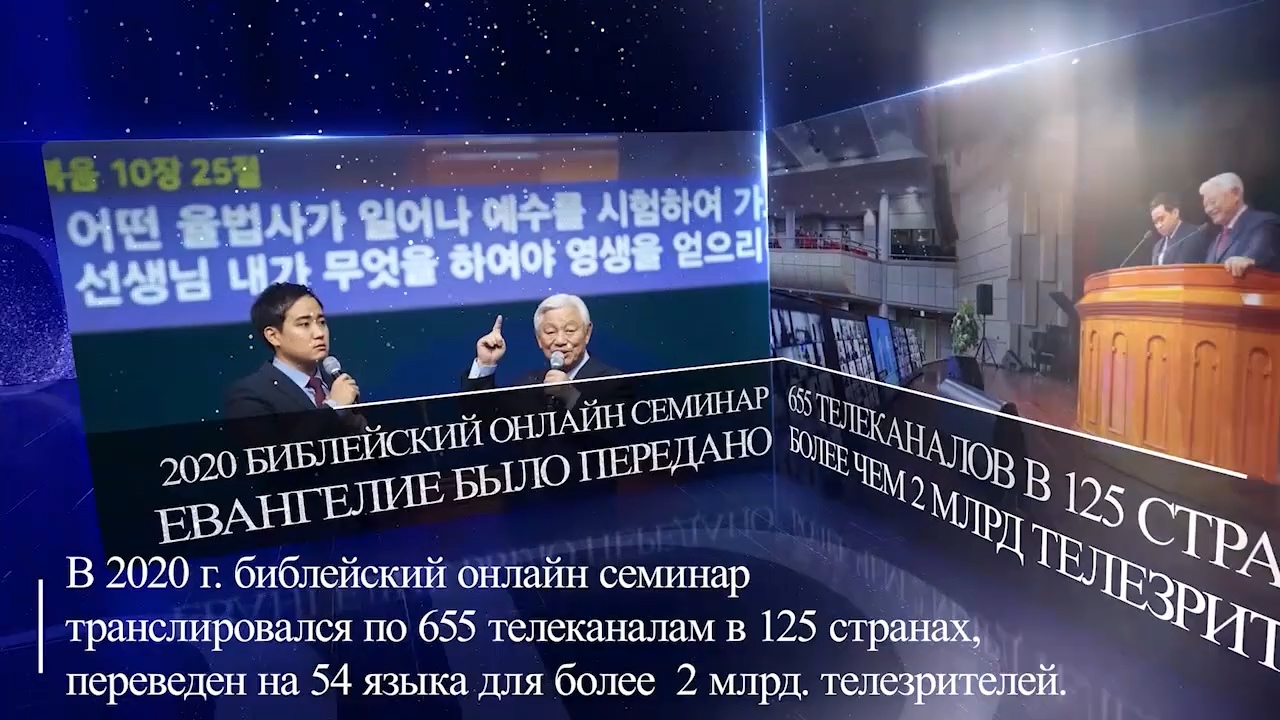 복음 10장 25절
어떤 율법사가 일어나 예수를 시험하여 가
선생님 내가 무엇을 하여야 영생을 얻으리
2020 БИБЛЕЙСКИЙ ОНЛАЙН СЕМИНАР
ЕВАНГЕЛИЕ БЫЛО ПЕРЕДАНО
655 ТЕЛЕКАНАЛОВ В 125 СТРА
БОЛЕЕ ЧЕМ 2 МЛРД ТЕЛЕЗРИТ
В 2020 г. библейский онлайн семинар
транслировался по 655 телеканалам в 125 странах,
переведен на 54 языка для более 2 млрд. телезрителей.